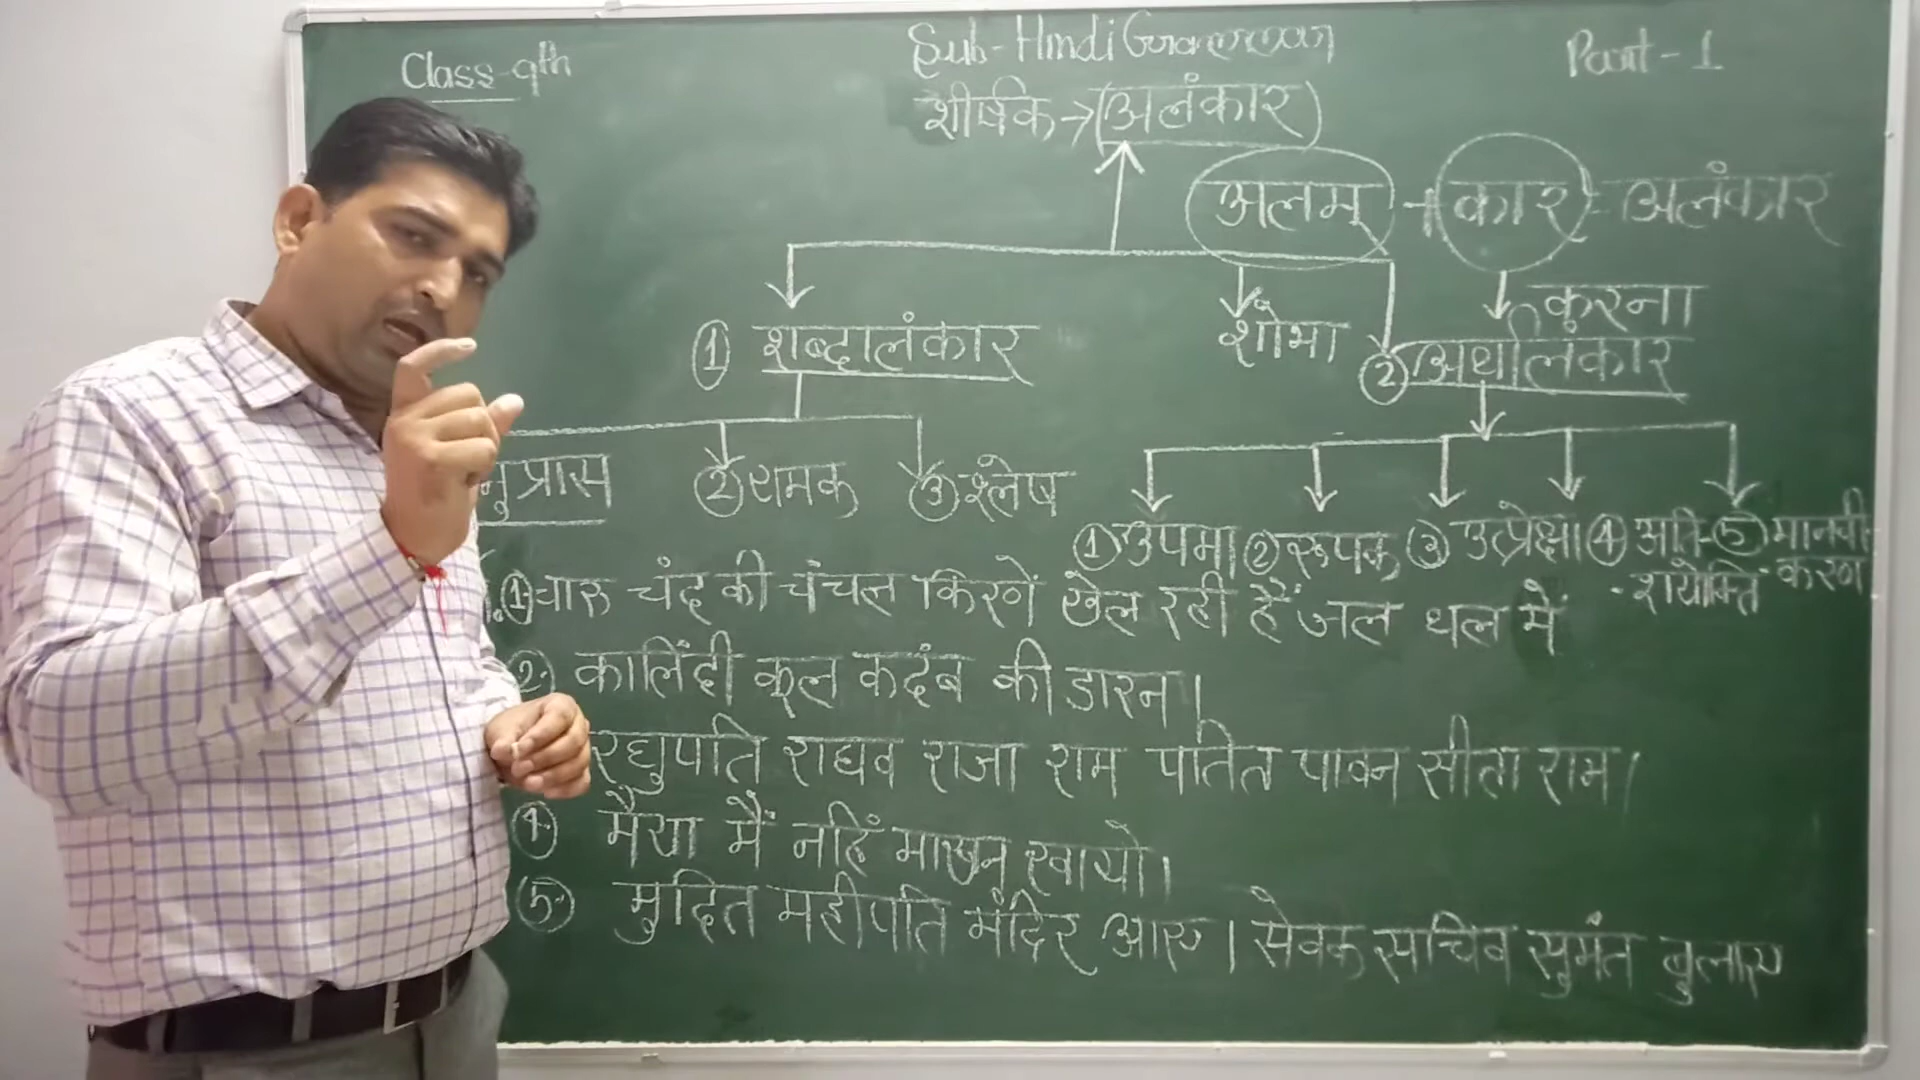 Class-9th
Sub-Hindi Grammar
Part-1
शीर्षक→(अलंकार)
अलम् + कार = अलंकार
शोभा
करना
① शब्दालंकार
② अर्थालंकार
नुप्रास ② यमक ③ श्लेष
① उपमा ② रूपक ③ उत्प्रेक्षा ④ अति- ⑤ मानवी
-शयोक्ति करण
① चारु चंद्र की चंचल किरणें खेल रही हैं जल थल में
② कालिंदी कूल कदंब की डारन।
रघुपति राघव राजा राम पतित पावन सीता राम।
④ मैया मैं नहिं माखन खायो।
⑤ मुदित महीपति मंदिर आए। सेवक सचिव सुमंत बुलाए